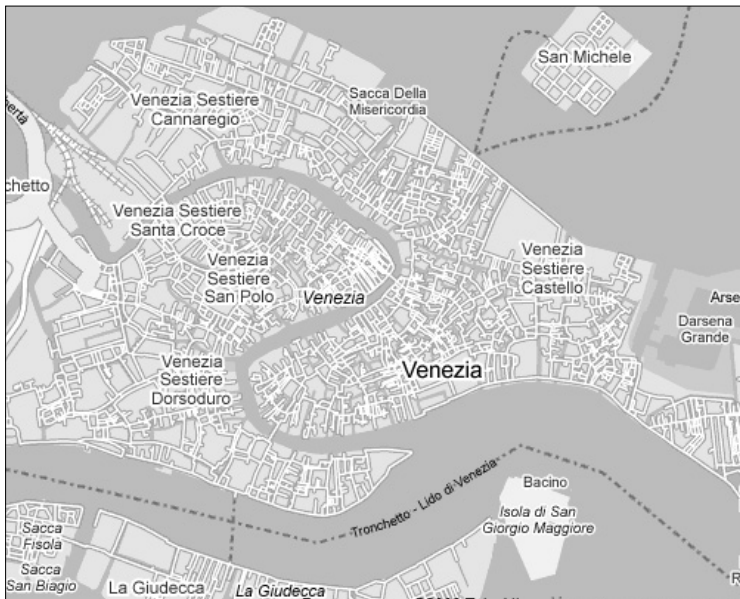 San Michele
Venezia Sestiere
Cannaregio
Sacca Della
Misericordia
ertà
chetto
Venezia Sestiere
Santa Croce
Venezia
Sestiere
San Polo
Venezia
Venezia
Sestiere
Castello
Arse
Darsena
Grande
Venezia
Sestiere
Dorsoduro
Venezia
Tronchetto - Lido di Venezia
Bacino
Isola di San
Giorgio Maggiore
Sacca
Fisola
Sacca
San Biagio
La Giudecca
La Giudecca
R